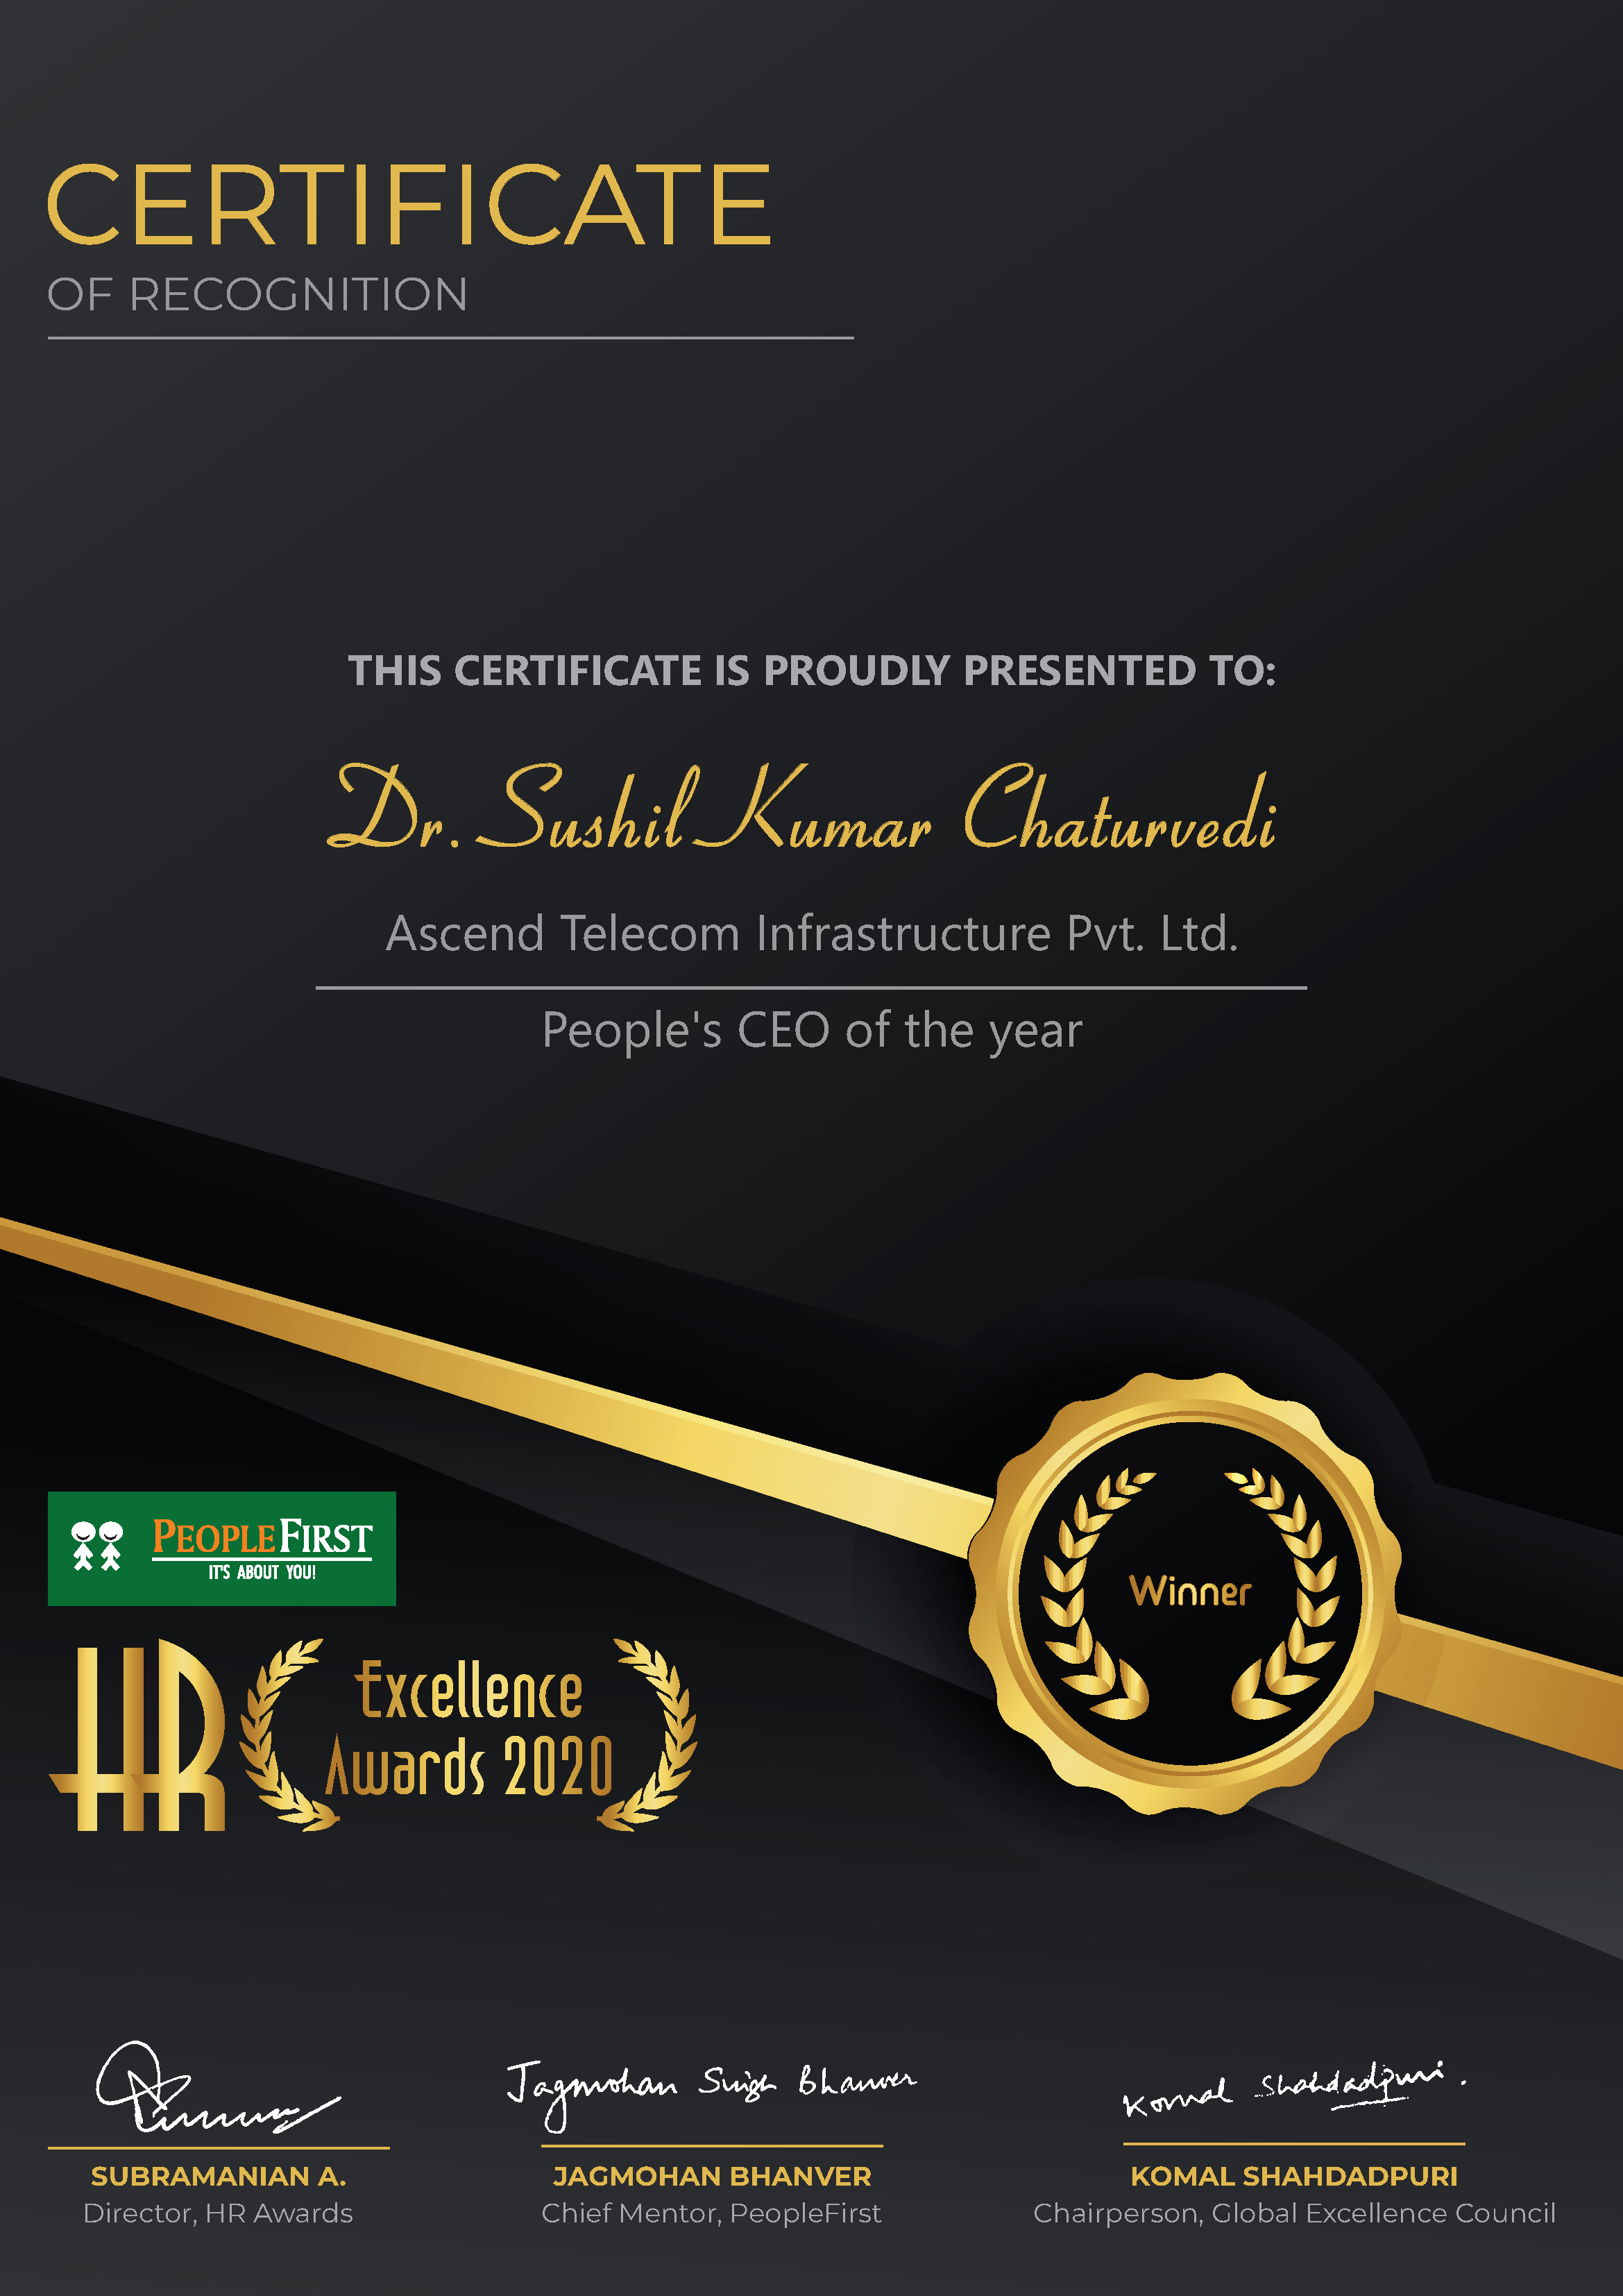 CERTIFICATE
OF RECOGNITION
THIS CERTIFICATE IS PROUDLY PRESENTED TO:
Dr. Sushil Kumar Chaturvedi
Ascend Telecom Infrastructure Pvt. Ltd.
People's CEO of the year
Winner
PEOPLEFIRST
IT'S ABOUT YOU!
HR Excellence
Awards 2020
Jagmohan Singh Bhanver
Komal Shahdadpuri.
SUBRAMANIAN A.
Director, HR Awards
JAGMOHAN BHANVER
Chief Mentor, PeopleFirst
KOMAL SHAHDADPURI
Chairperson, Global Excellence Council